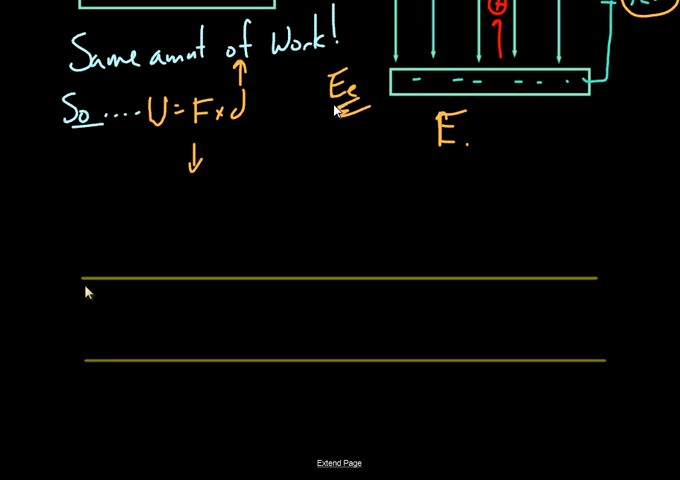 Same amnt of Work!
So.... U = F x d
Ee
E.
Extend Page